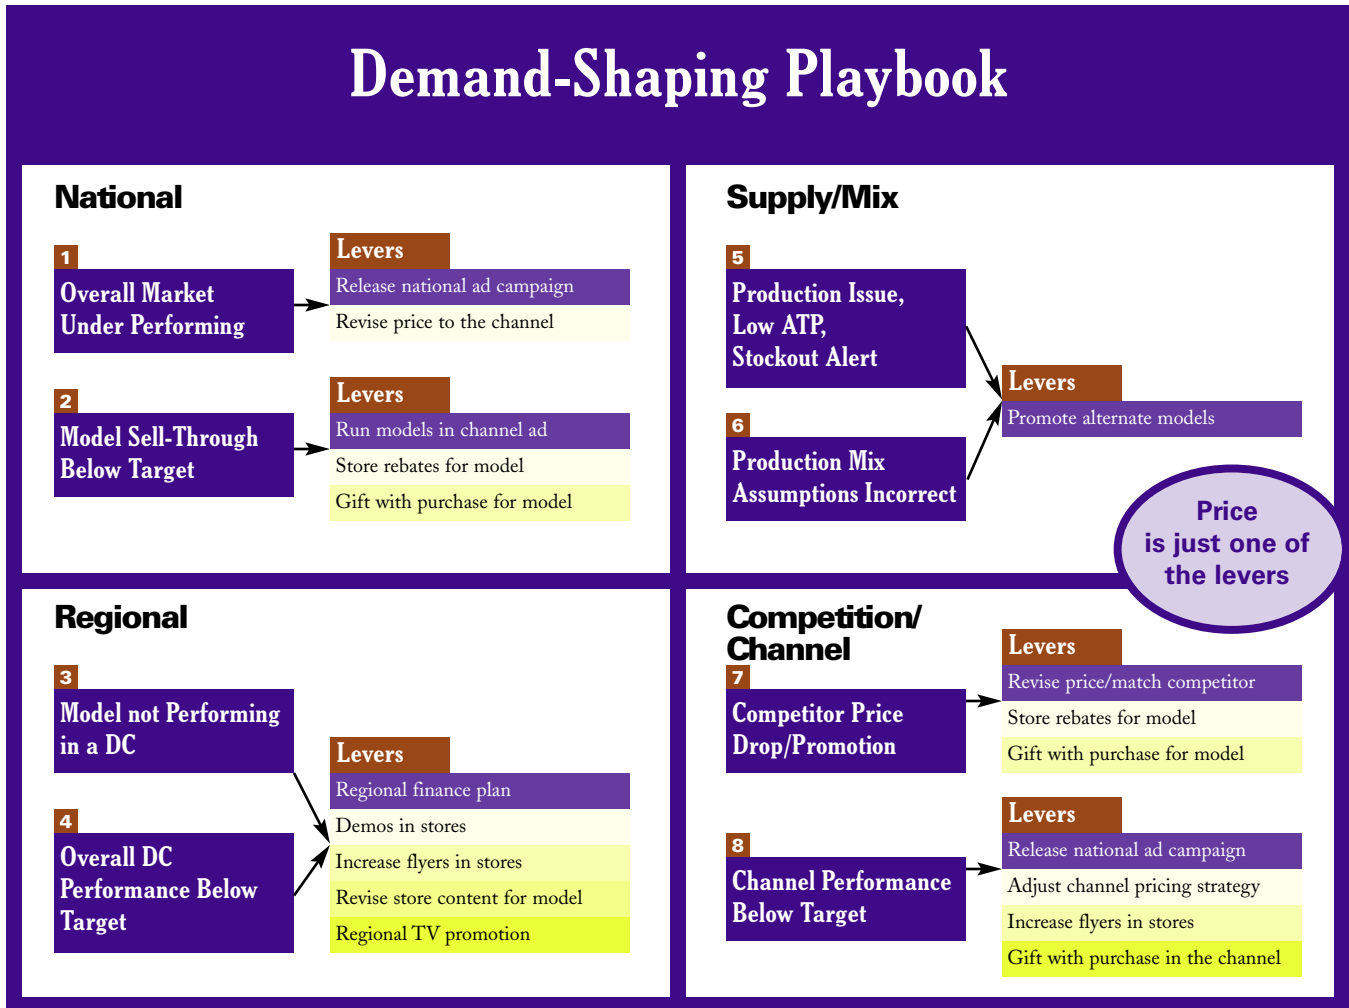 Demand-Shaping Playbook
National
1
Overall Market
Under Performing
Levers
Release national ad campaign
Revise price to the channel
2
Model Sell-Through
Below Target
Levers
Run models in channel ad
Store rebates for model
Gift with purchase for model
Supply/Mix
5
Production Issue,
Low ATP,
Stockout Alert
6
Production Mix
Assumptions Incorrect
Levers
Promote alternate models
Price
is just one of
the levers
Regional
3
Model not Performing
in a DC
4
Overall DC
Performance Below
Target
Levers
Regional finance plan
Demos in stores
Increase flyers in stores
Revise store content for model
Regional TV promotion
Competition/
Channel
7
Competitor Price
Drop/Promotion
Levers
Revise price/match competitor
Store rebates for model
Gift with purchase for model
8
Channel Performance
Below Target
Levers
Release national ad campaign
Adjust channel pricing strategy
Increase flyers in stores
Gift with purchase in the channel